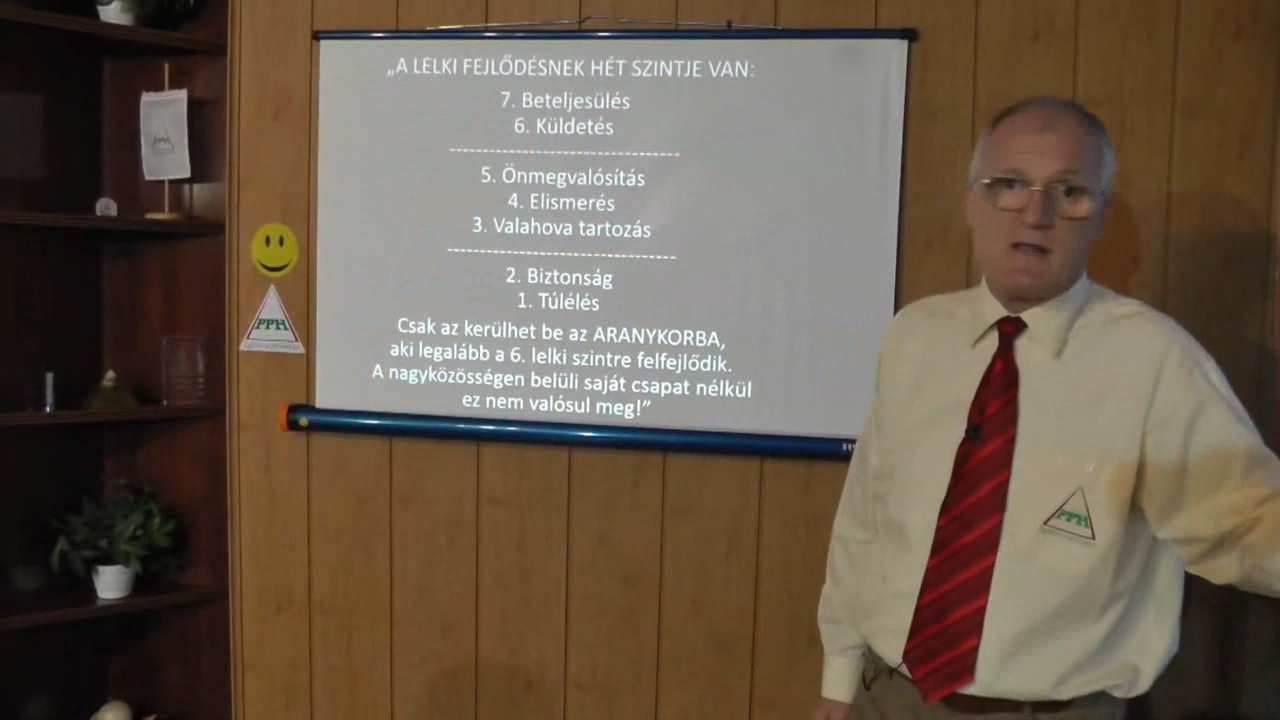 „A LELKI FEJLŐDÉSNEK HÉT SZINTJE VAN:
7. Beteljesülés
6. Küldetés
------------------------------------
5. Önmegvalósítás
4. Elismerés
3. Valahova tartozás
------------------------------------
2. Biztonság
1. Túlélés
Csak az kerülhet be az ARANYKORBA,
aki legalább a 6. lelki szintre felfejlődik.
A nagyközösségen belüli saját csapat nélkül
ez nem valósul meg!”
PPH
PPH